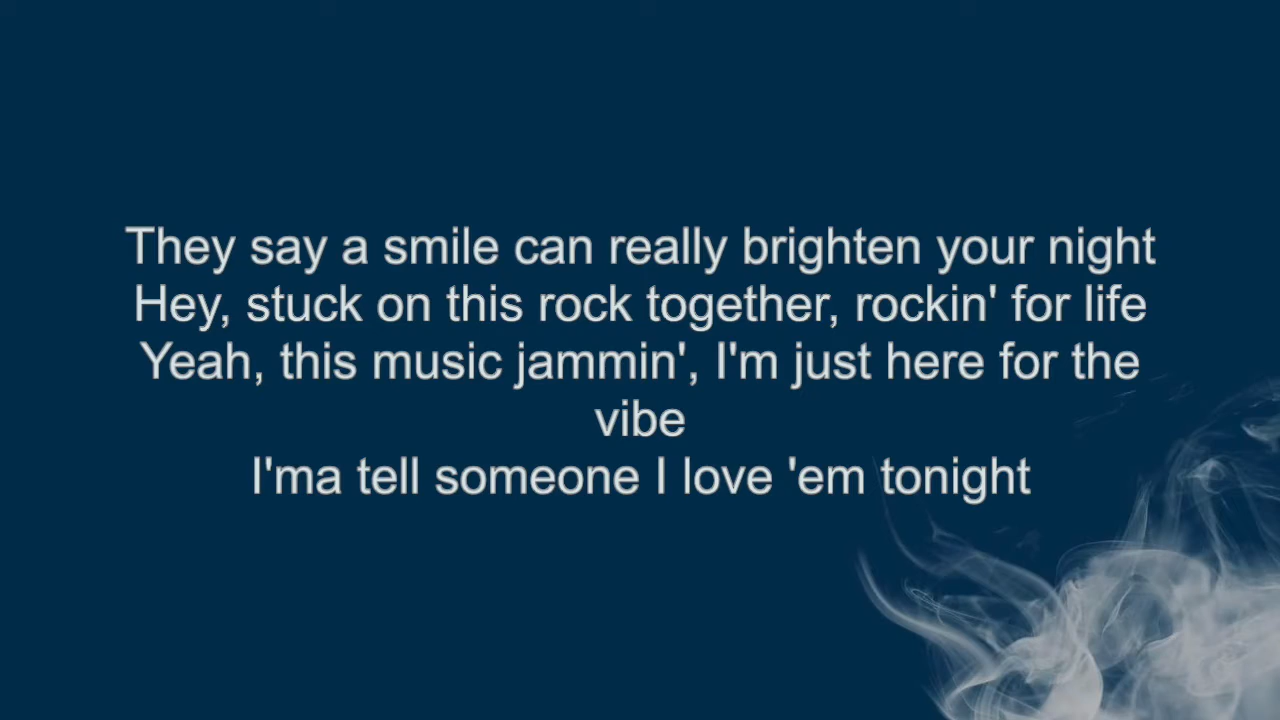 They say a smile can really brighten your night
Hey, stuck on this rock together, rockin' for life
Yeah, this music jammin', I'm just here for the
vibe
I'ma tell someone I love 'em tonight